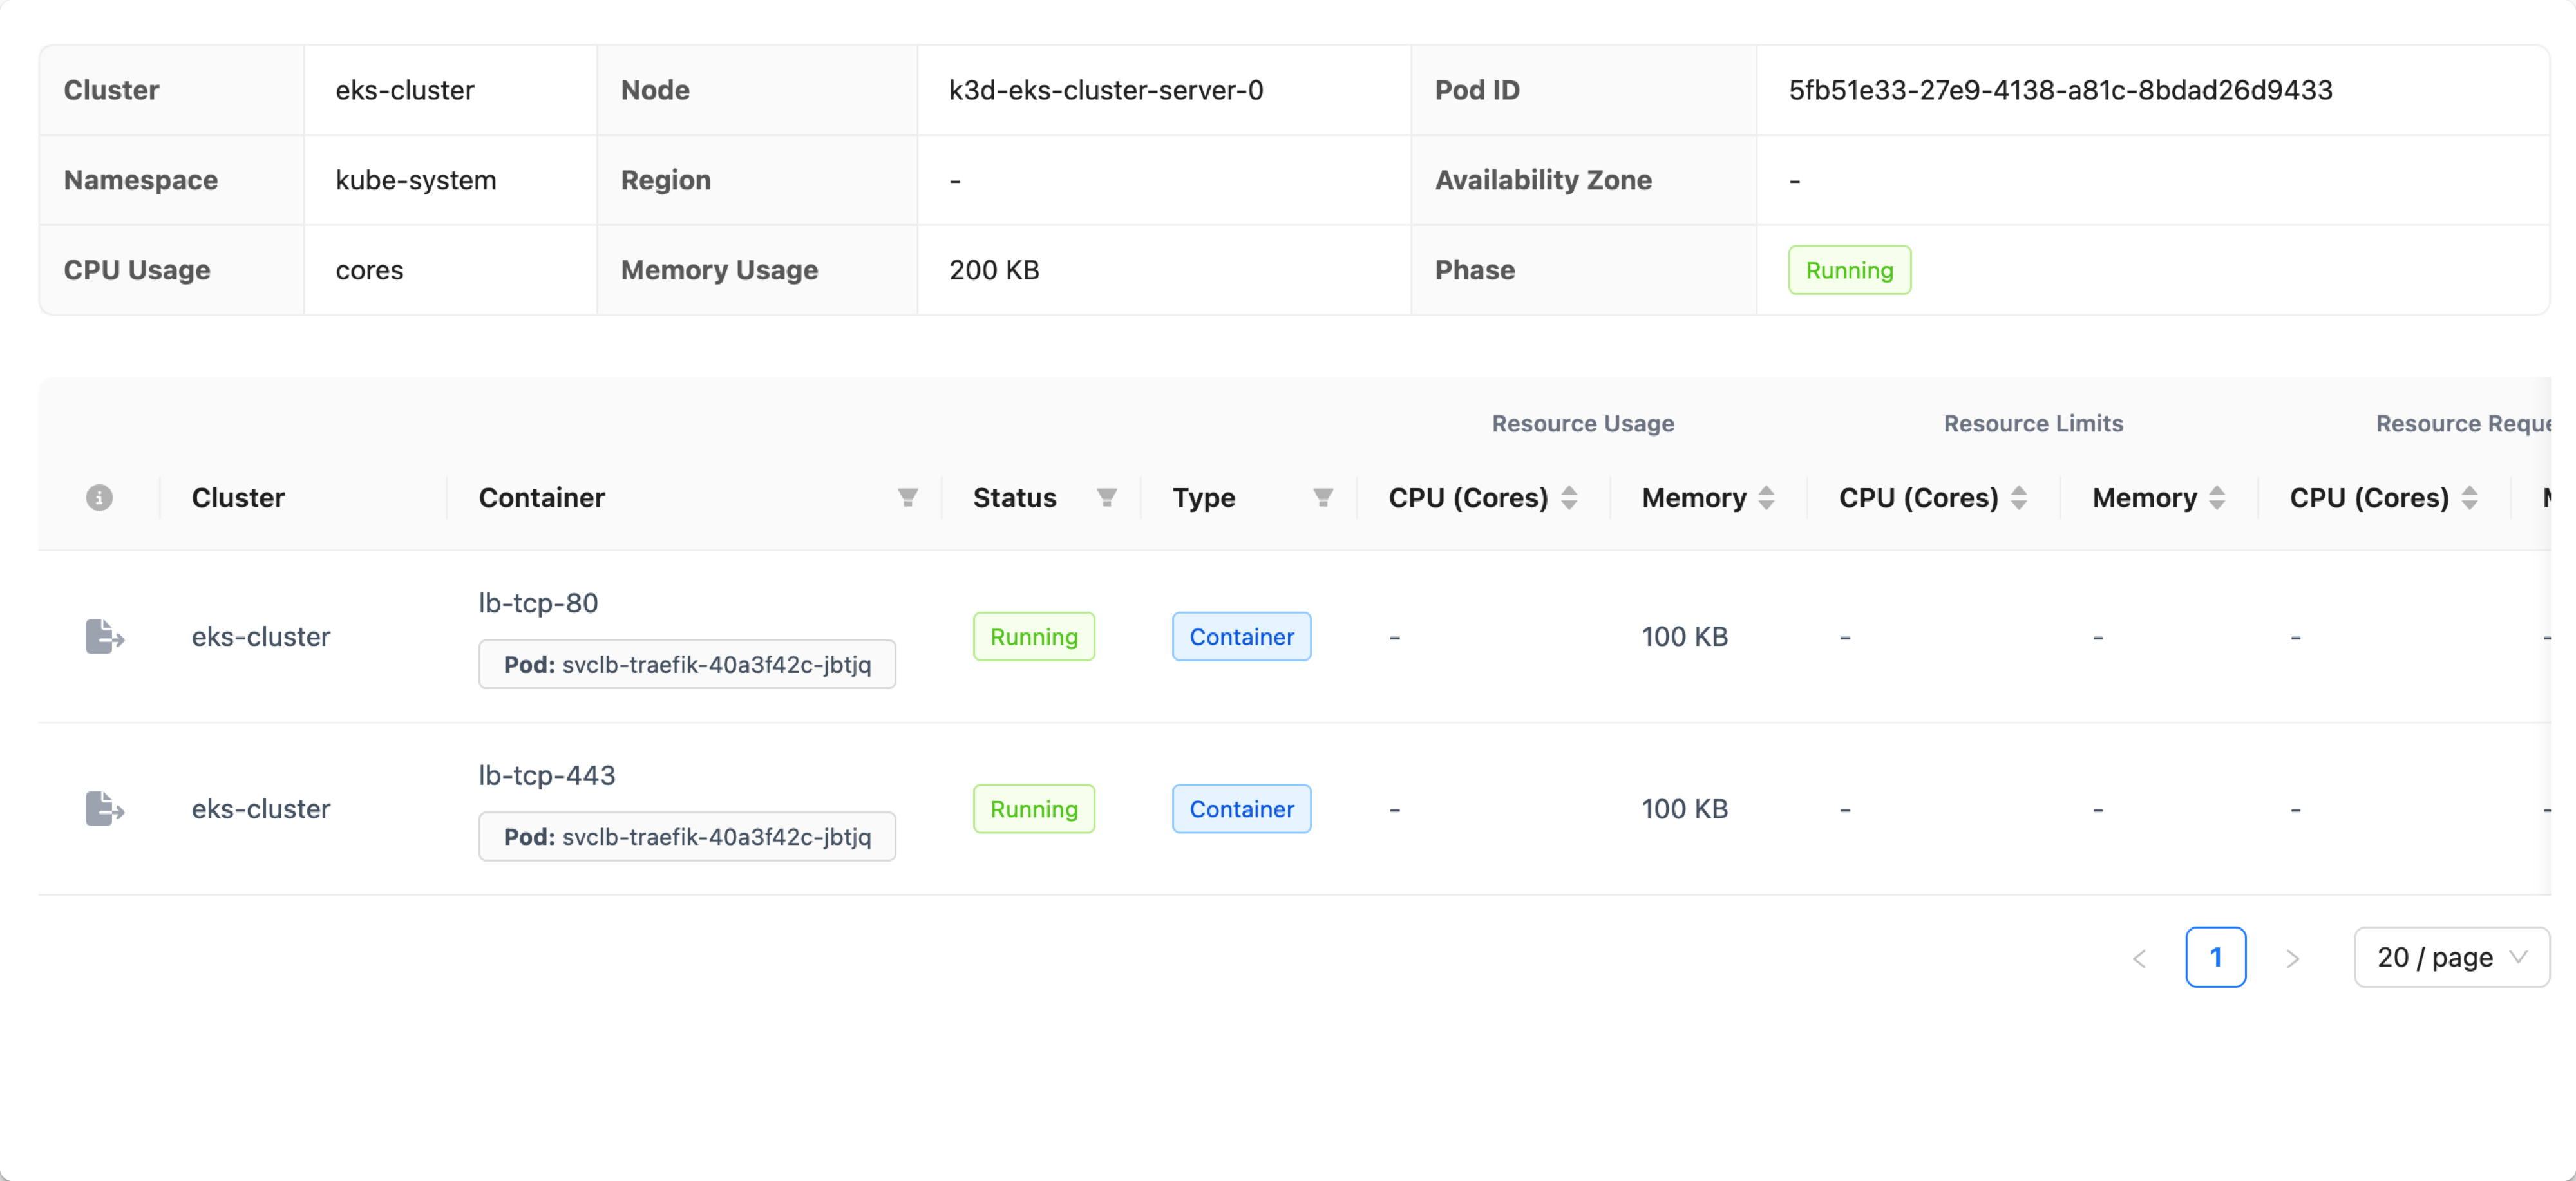 Cluster eks-cluster Node k3d-eks-cluster-server-0 Pod ID 5fb51e33-27e9-4138-a81c-8bdad26d9433
Namespace kube-system Region - Availability Zone -
CPU Usage cores Memory Usage 200 KB Phase Running
Resource Usage Resource Limits Resource Reque
Cluster Container Status Type CPU (Cores) Memory CPU (Cores) Memory CPU (Cores)
lb-tcp-80
eks-cluster Running Container - 100 KB - - - -
Pod: svclb-traefik-40a3f42c-jbtjq
lb-tcp-443
eks-cluster Running Container - 100 KB - - - -
Pod: svclb-traefik-40a3f42c-jbtjq
< 1 > 20 / page